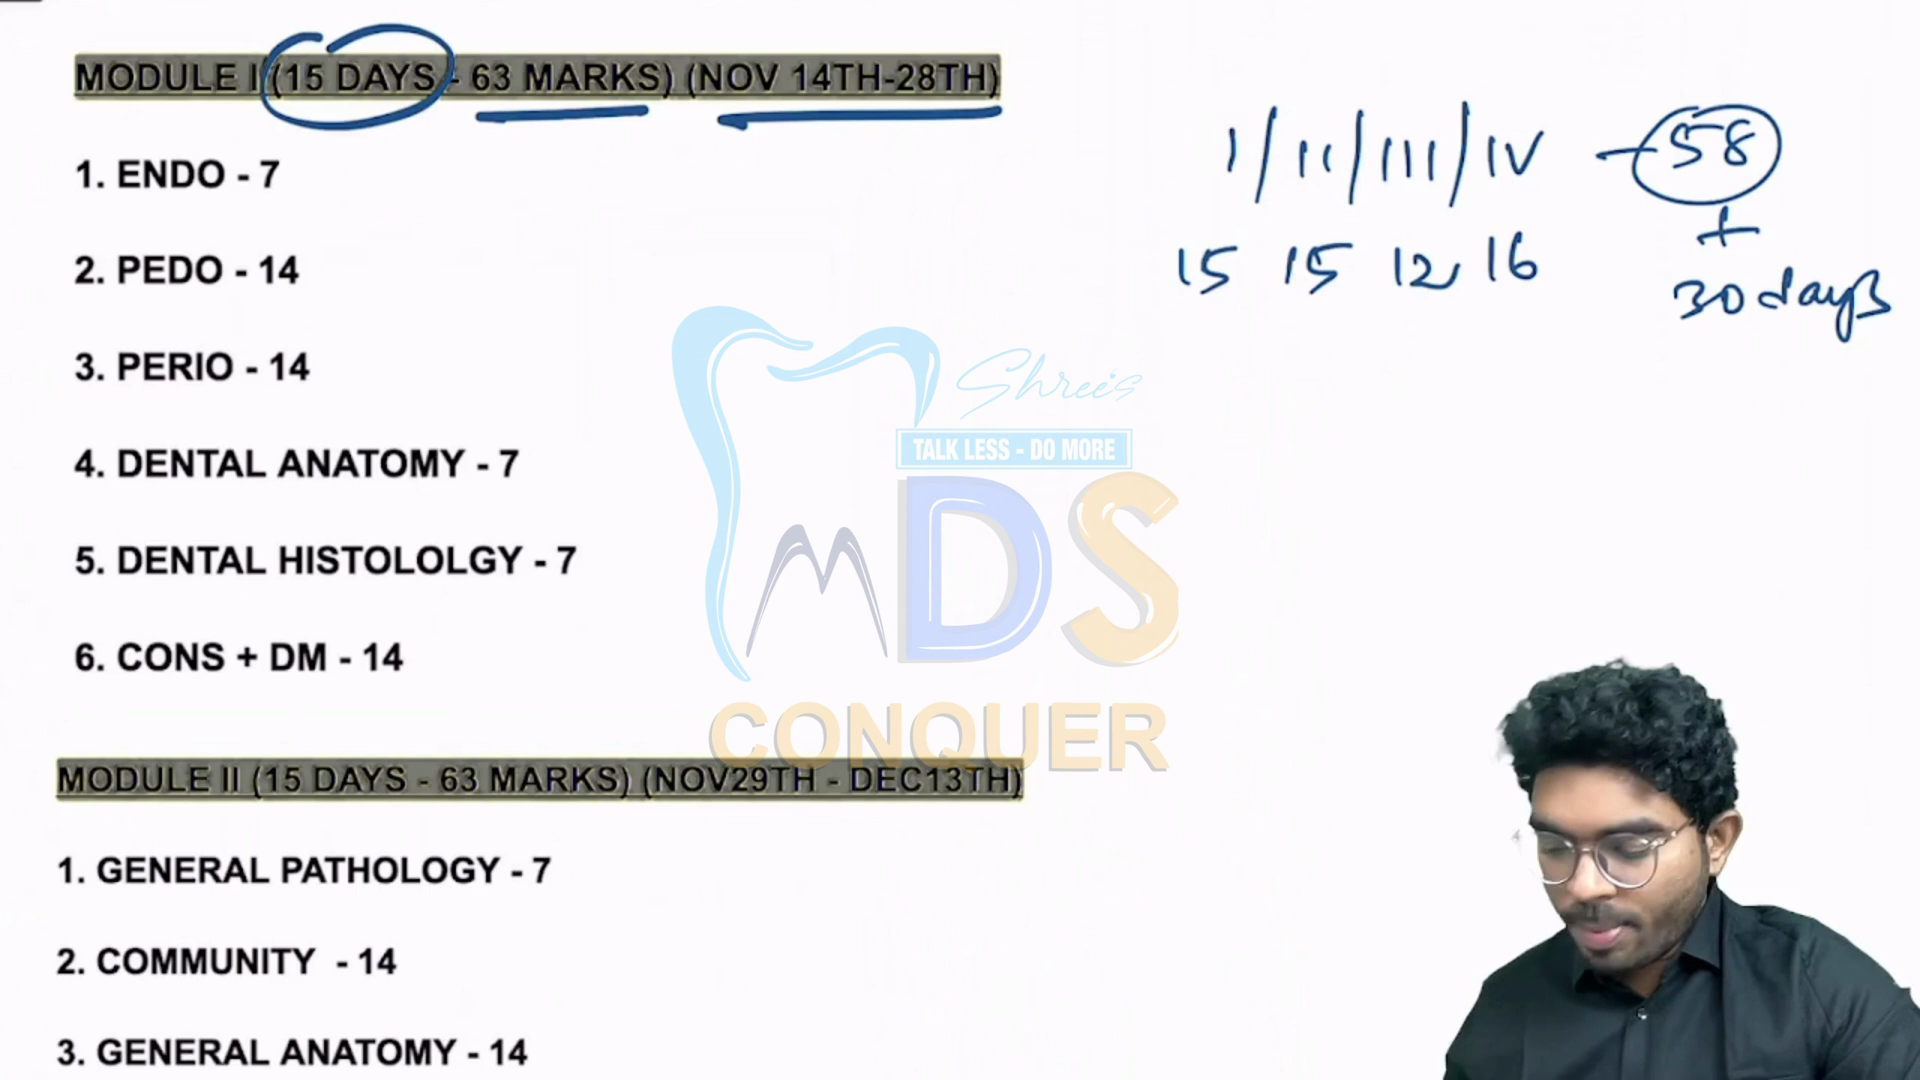 MODULE I (15 DAYS - 63 MARKS) (NOV 14TH-28TH)
1. ENDO - 7
2. PEDO - 14
3. PERIO - 14
4. DENTAL ANATOMY - 7
5. DENTAL HISTOLOLGY - 7
6. CONS + DM - 14
I / II / III / IV - 58
15 15 12 16 +
30 days
Shree's
TALK LESS - DO MORE
MDS
CONQUER
MODULE II (15 DAYS - 63 MARKS) (NOV29TH - DEC13TH)
1. GENERAL PATHOLOGY - 7
2. COMMUNITY - 14
3. GENERAL ANATOMY - 14